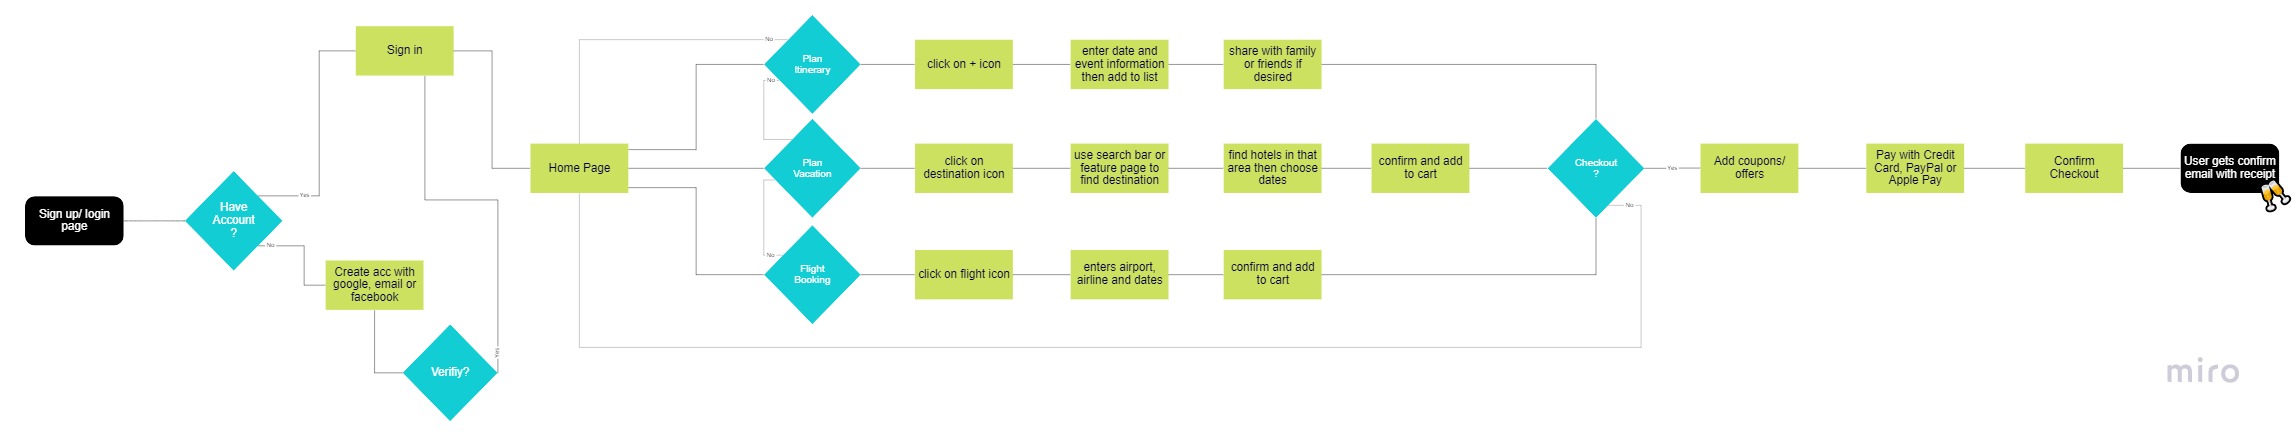 Sign up/ login
page
Have
Account
?
Yes
No
Sign in
Create acc with
google, email or
facebook
Verifiy?
Yes
Home Page
No
Plan
Itinerary
No
click on + icon
enter date and
event information
then add to list
share with family
or friends if
desired
Plan
Vacation
click on
destination icon
use search bar or
feature page to
find destination
find hotels in that
area then choose
dates
confirm and add
to cart
No
Flight
Booking
click on flight icon
enters airport,
airline and dates
confirm and add
to cart
Checkout
?
Yes
No
Add coupons/
offers
Pay with Credit
Card, PayPal or
Apple Pay
Confirm
Checkout
User gets confirm
email with receipt
miro